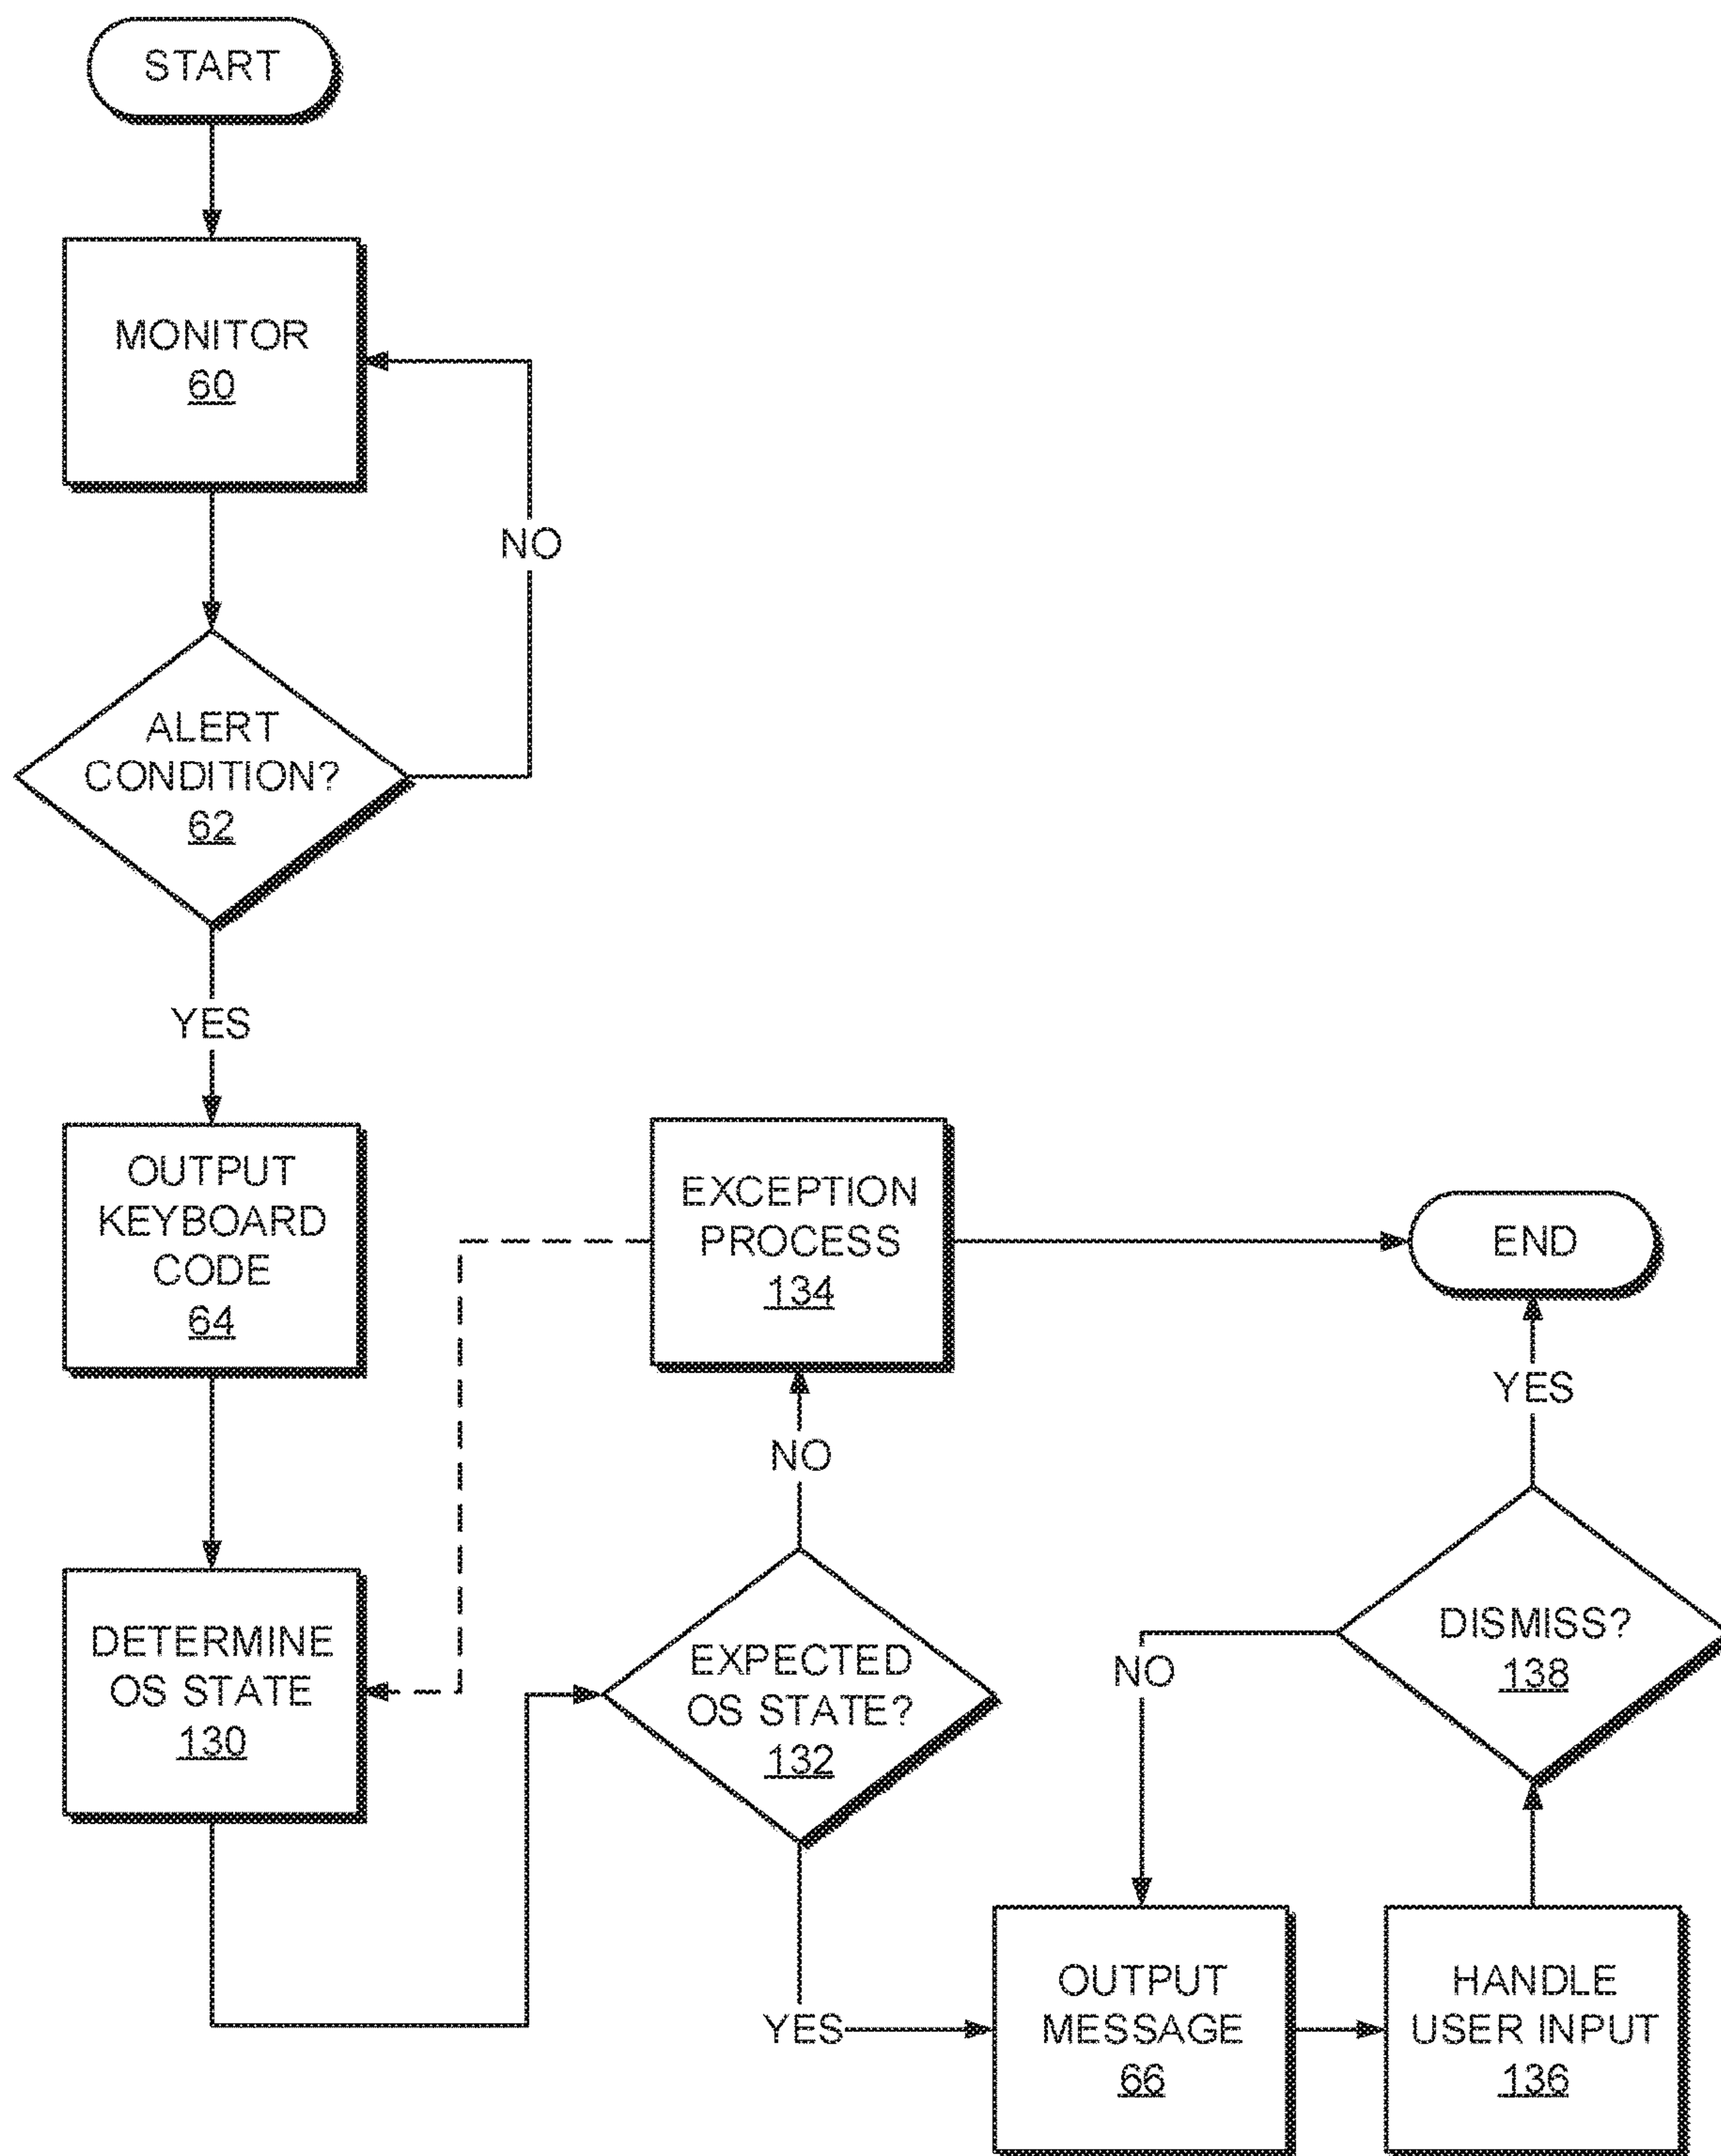 START
MONITOR
60
NO
ALERT
CONDITION?
62
YES
OUTPUT
KEYBOARD
CODE
64
DETERMINE
OS STATE
130
EXPECTED
OS STATE?
132
NO
EXCEPTION
PROCESS
134
END
YES
OUTPUT
MESSAGE
66
HANDLE
USER INPUT
136
DISMISS?
138
NO
YES